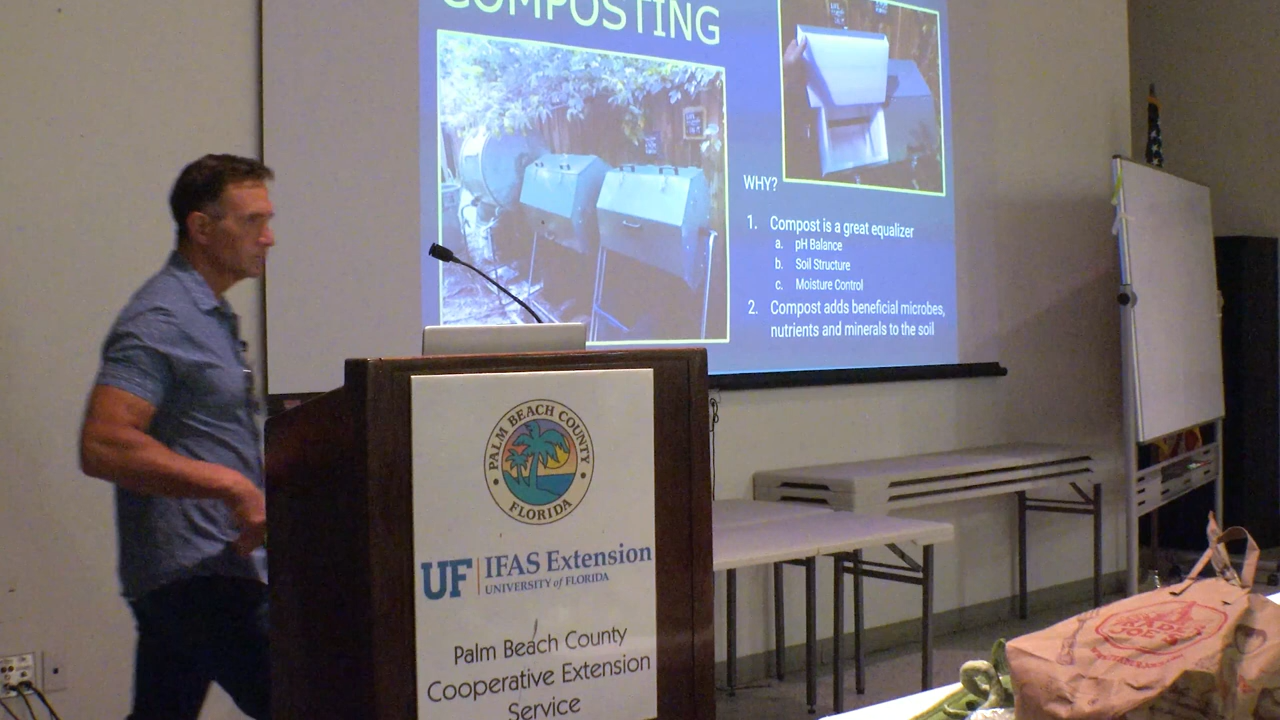 COMPOSTING
WHY?
1. Compost is a great equalizer
a. pH Balance
b. Soil Structure
c. Moisture Control
2. Compost adds beneficial microbes,
nutrients and minerals to the soil
PALM BEACH COUNTY
FLORIDA
UF IFAS Extension
UNIVERSITY of FLORIDA
Palm Beach County
Cooperative Extension
Service
TRADER
JOE'S